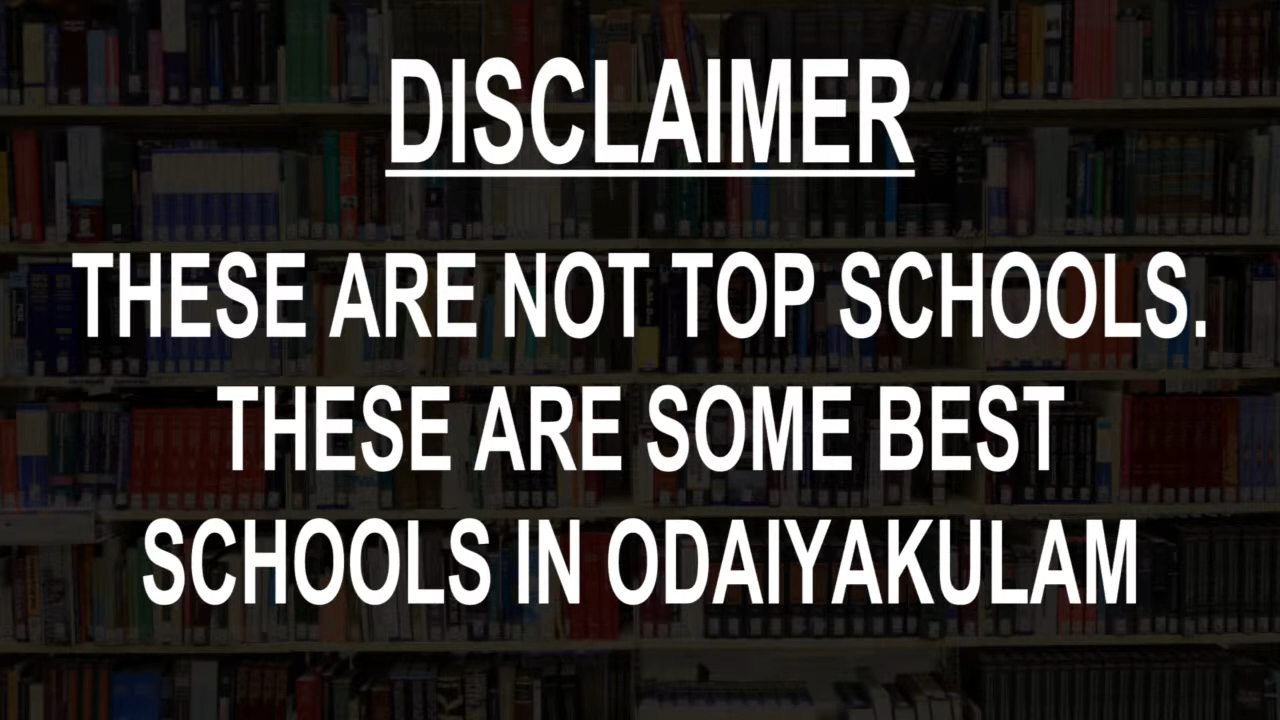 DISCLAIMER
THESE ARE NOT TOP SCHOOLS.
THESE ARE SOME BEST
SCHOOLS IN ODAIYAKULAM